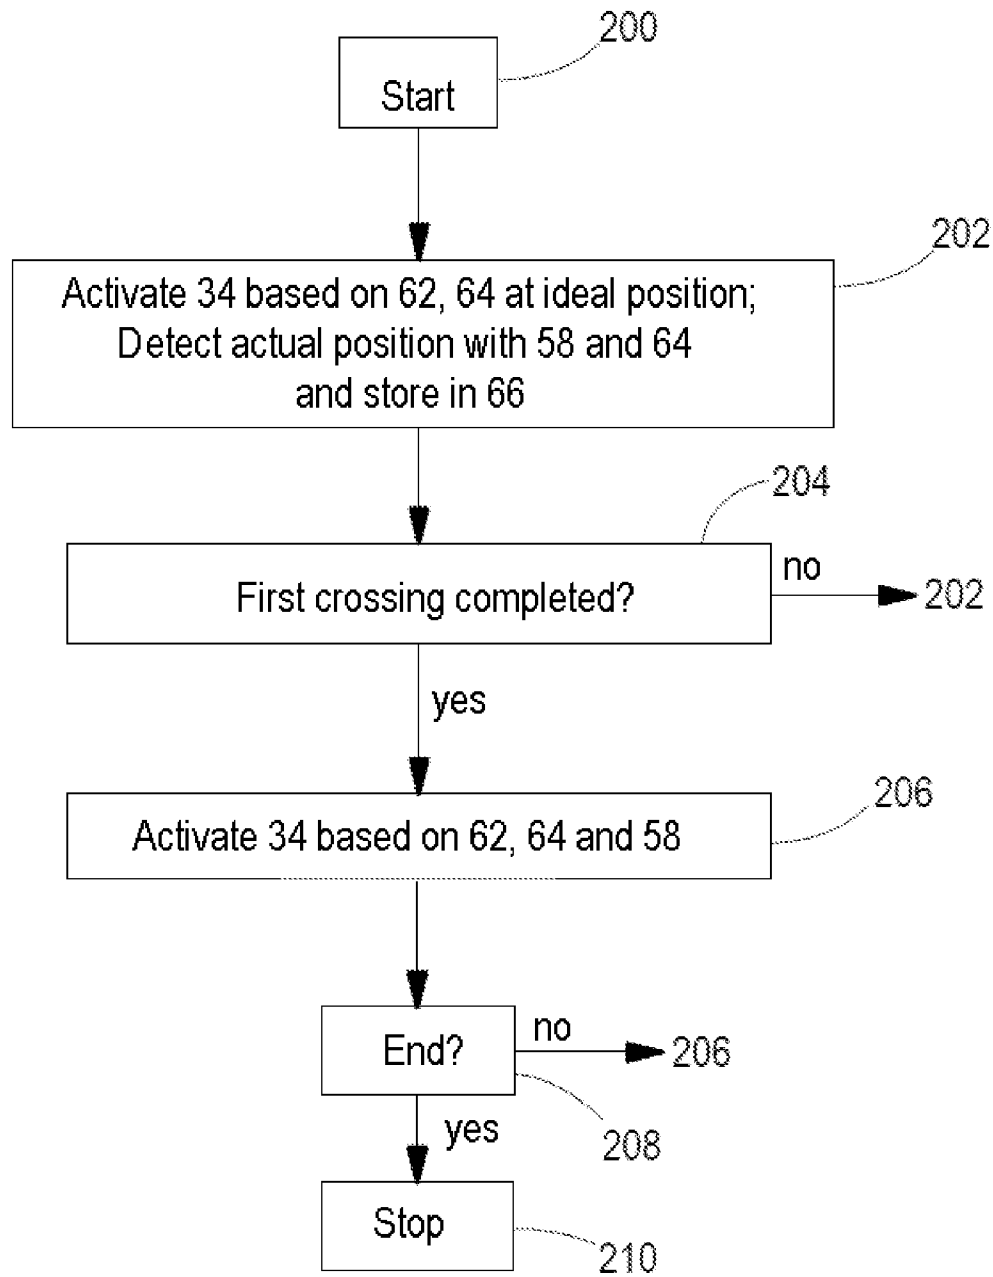 200
Start
202
Activate 34 based on 62, 64 at ideal position;
Detect actual position with 58 and 64
and store in 66
204
First crossing completed?
no
202
yes
206
Activate 34 based on 62, 64 and 58
End?
no
206
208
yes
Stop
210